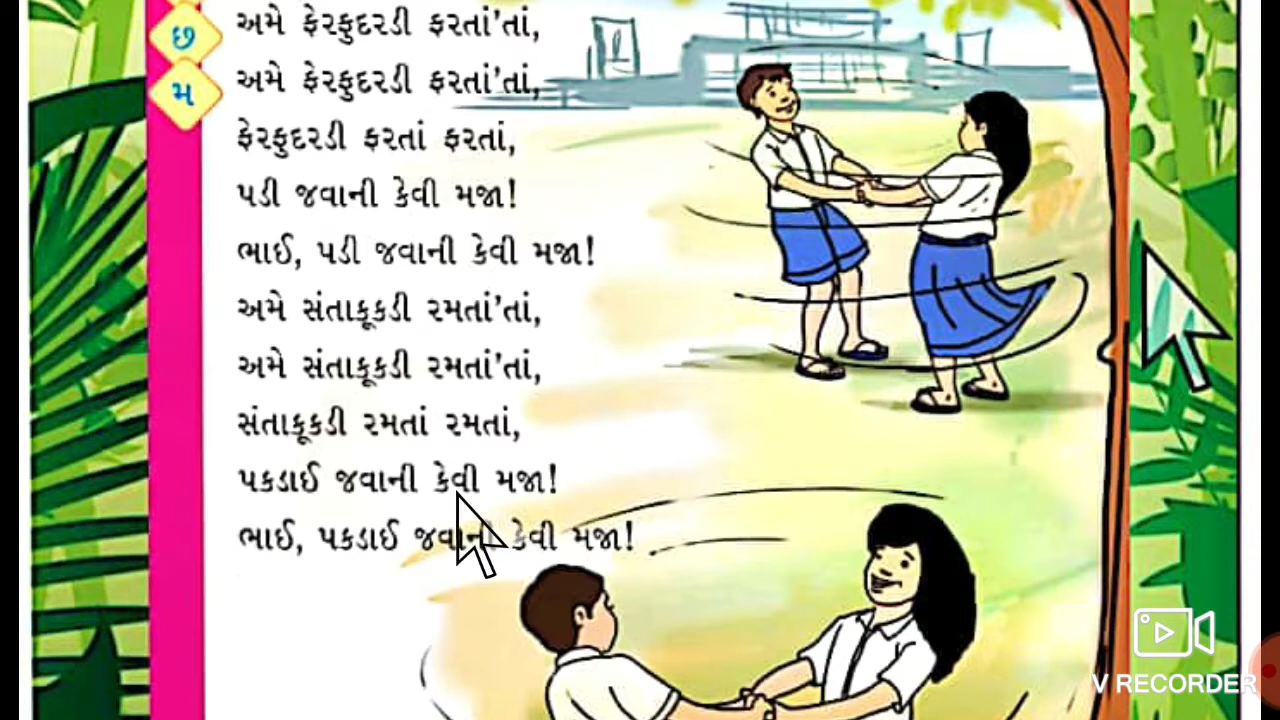 છ
મ
અમે ફેરફુદરડી ફરતાં'તાં,
અમે ફેરફુદરડી ફરતાં'તાં,
ફેરફુદરડી ફરતાં ફરતાં,
પડી જવાની કેવી મજા!
ભાઈ, પડી જવાની કેવી મજા!
અમે સંતાકૂકડી રમતાં'તાં,
અમે સંતાકૂકડી રમતાં'તાં,
સંતાકૂકડી રમતાં રમતાં,
પકડાઈ જવાની કેવી મજા!
ભાઈ, પકડાઈ જવાની કેવી મજા!
V RECORDER